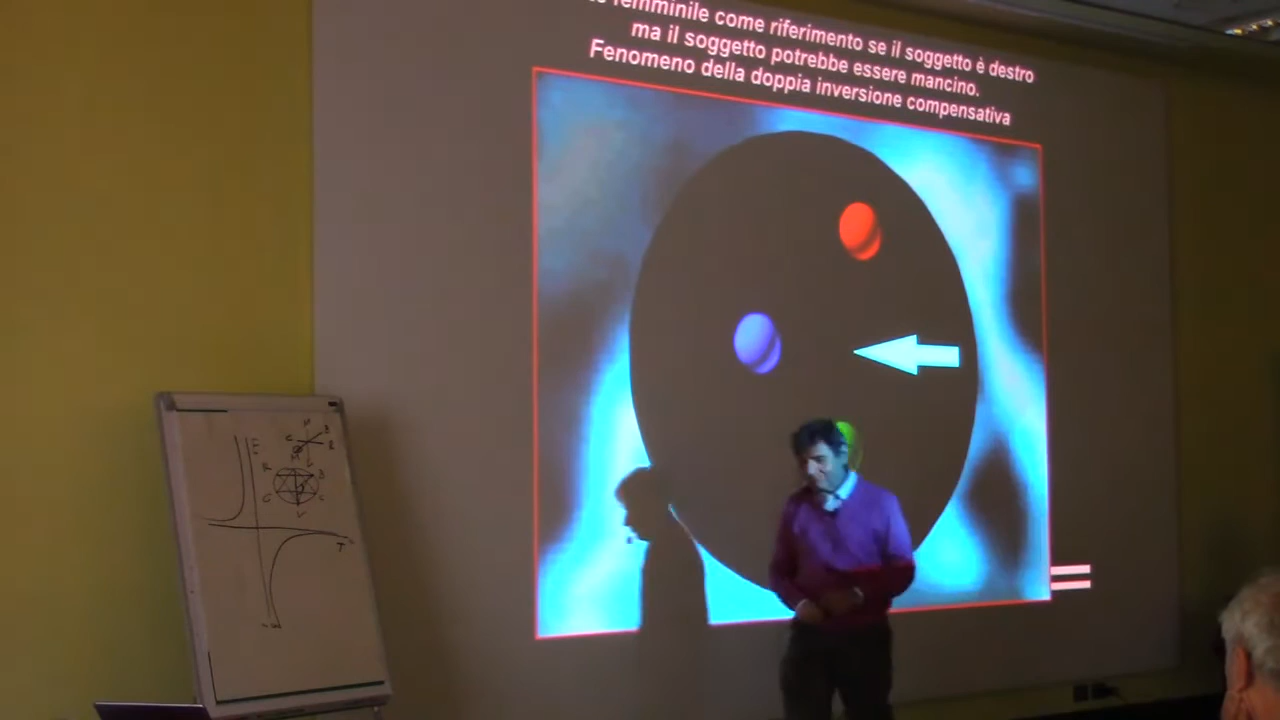 femminile come riferimento se il soggetto è destro
ma il soggetto potrebbe essere mancino.
Fenomeno della doppia inversione compensativa